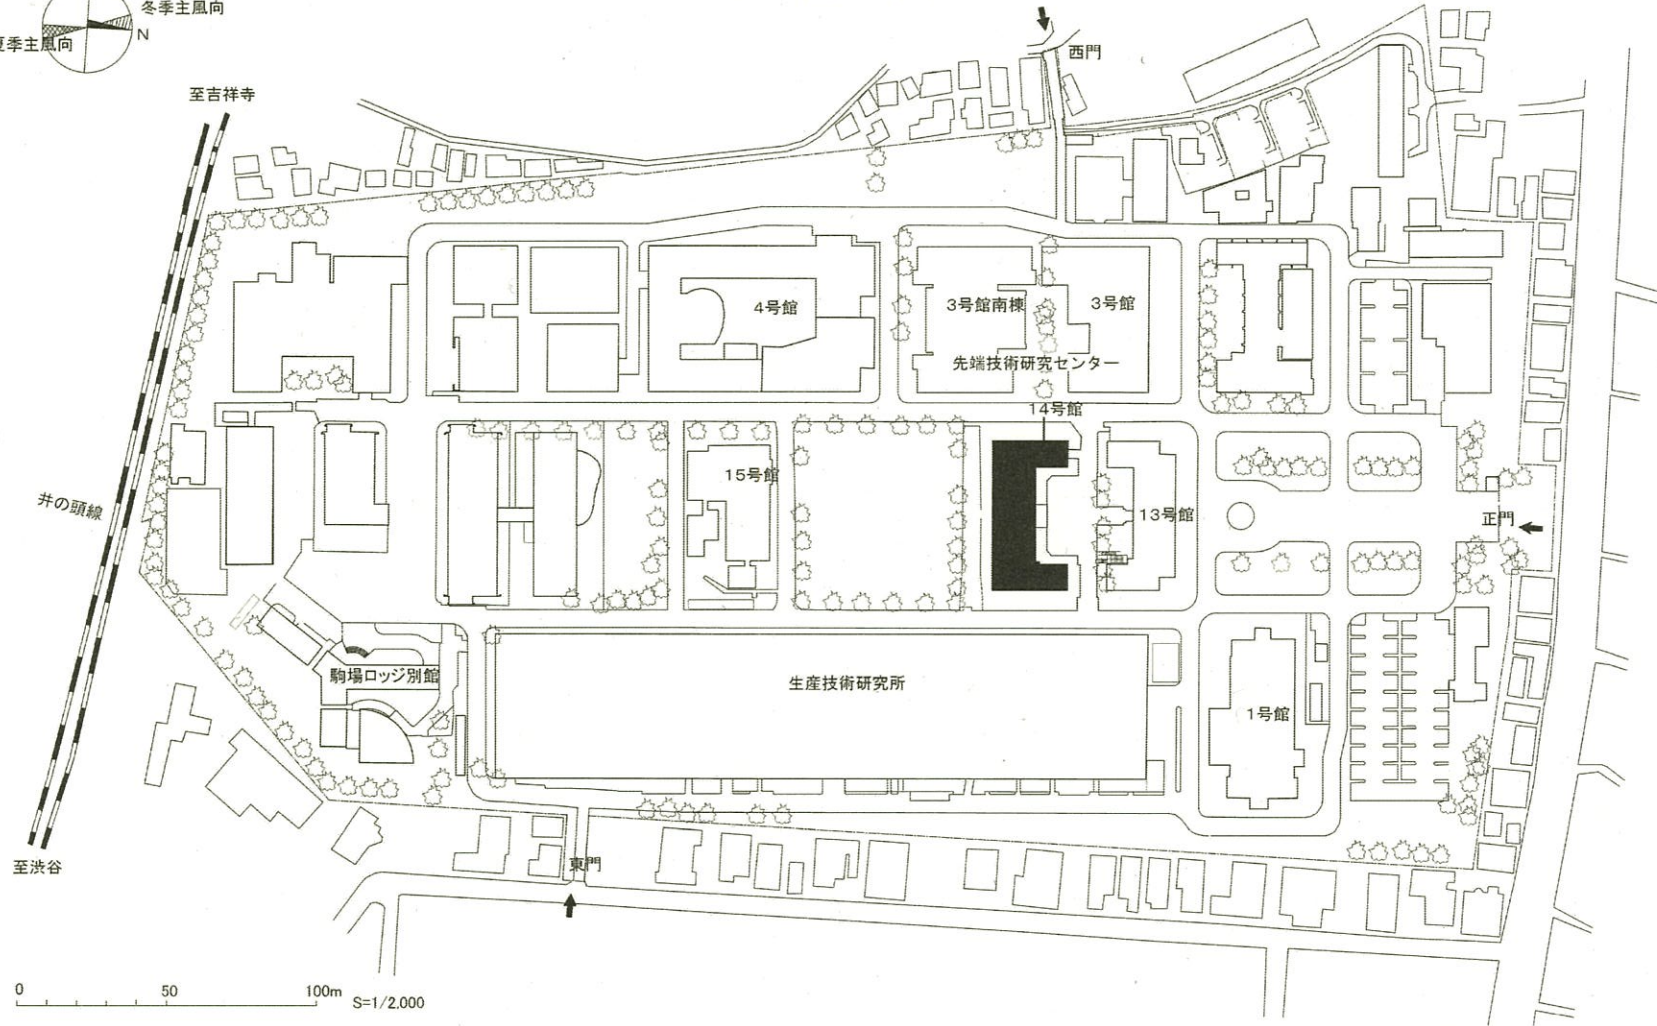 冬季主風向
N
夏季主風向
西門
至吉祥寺
4号館
3号館南棟
3号館
先端技術研究センター
14号館
15号館
井の頭線
13号館
正門
駒場ロッジ別館
生産技術研究所
1号館
東門
至渋谷
0 50 100m
S=1/2,000